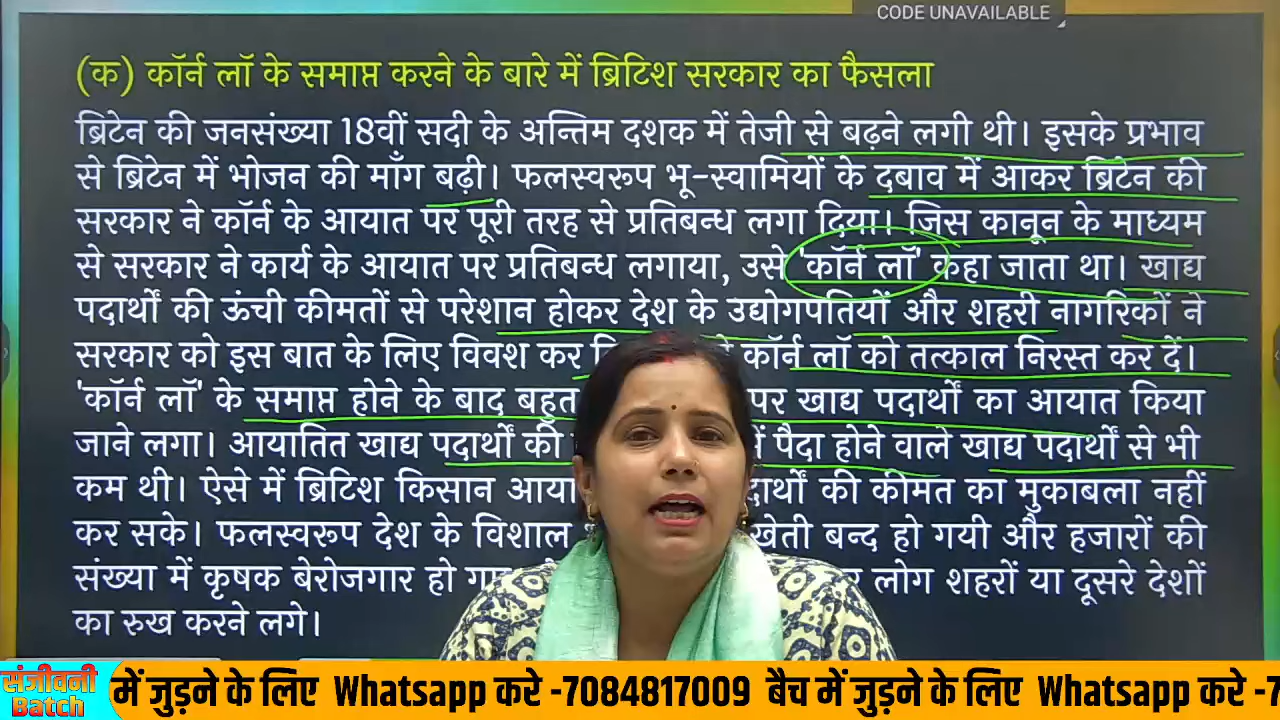 CODE UNAVAILABLE
(क) कॉर्न लॉ के समाप्त करने के बारे में ब्रिटिश सरकार का फैसला
ब्रिटेन की जनसंख्या 18वीं सदी के अन्तिम दशक में तेजी से बढ़ने लगी थी। इसके प्रभाव
से ब्रिटेन में भोजन की माँग बढ़ी। फलस्वरूप भू-स्वामियों के दबाव में आकर ब्रिटेन की
सरकार ने कॉर्न के आयात पर पूरी तरह से प्रतिबन्ध लगा दिया। जिस कानून के माध्यम
से सरकार ने कार्य के आयात पर प्रतिबन्ध लगाया, उसे 'कॉर्न लॉ' कहा जाता था। खाद्य
पदार्थों की ऊंची कीमतों से परेशान होकर देश के उद्योगपतियों और शहरी नागरिकों ने
सरकार को इस बात के लिए विवश कर कॉर्न लॉ को तत्काल निरस्त कर दें।
'कॉर्न लॉ' के समाप्त होने के बाद बहुत पर खाद्य पदार्थों का आयात किया
जाने लगा। आयातित खाद्य पदार्थों की पैदा होने वाले खाद्य पदार्थों से भी
कम थी। ऐसे में ब्रिटिश किसान की कीमत का मुकाबला नहीं
कर सके। फलस्वरूप देश के विशाल खेती बन्द हो गयी और हजारों की
संख्या में कृषक बेरोजगार हो लोग शहरों या दूसरे देशों
का रुख करने लगे।
संजीवनी
Batch
में जुड़ने के लिए Whatsapp करे -7084817009 बैच में जुड़ने के लिए Whatsapp करे -7